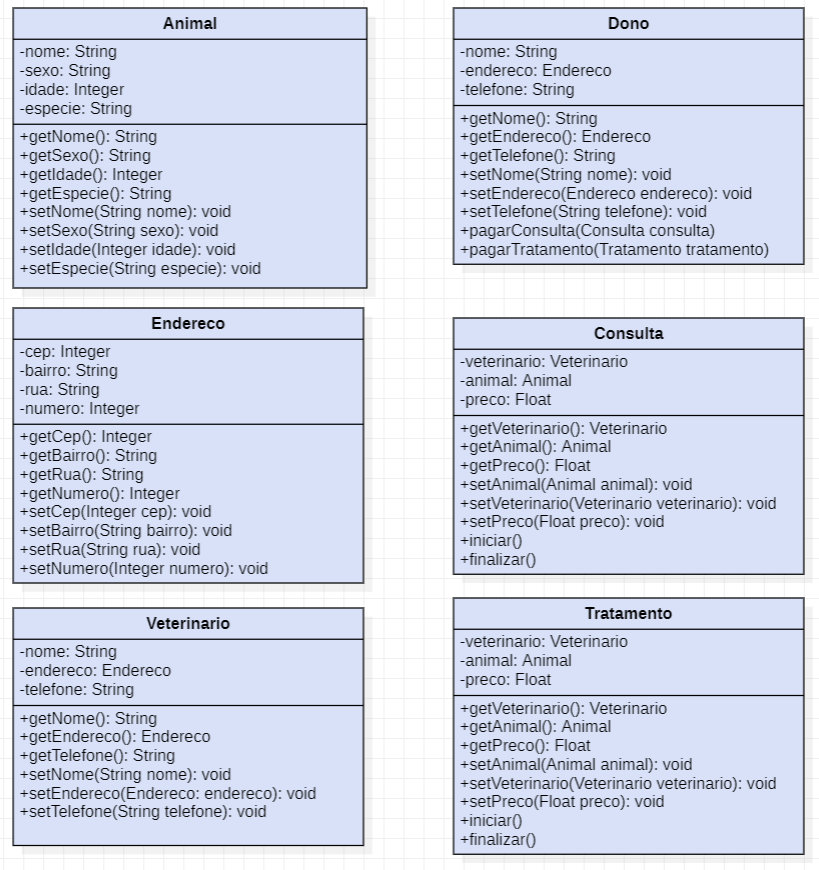 Animal
-nome: String
-sexo: String
-idade: Integer
-especie: String
+getNome(): String
+getSexo(): String
+getIdade(): Integer
+getEspecie(): String
+setNome(String nome): void
+setSexo(String sexo): void
+setIdade(Integer idade): void
+setEspecie(String especie): void
Dono
-nome: String
-endereco: Endereco
-telefone: String
+getNome(): String
+getEndereco(): Endereco
+getTelefone(): String
+setNome(String nome): void
+setEndereco(Endereco endereco): void
+setTelefone(String telefone): void
+pagarConsulta(Consulta consulta)
+pagarTratamento(Tratamento tratamento)
Endereco
-cep: Integer
-bairro: String
-rua: String
-numero: Integer
+getCep(): Integer
+getBairro(): String
+getRua(): String
+getNumero(): Integer
+setCep(Integer cep): void
+setBairro(String bairro): void
+setRua(String rua): void
+setNumero(Integer numero): void
Consulta
-veterinario: Veterinario
-animal: Animal
-preco: Float
+getVeterinario(): Veterinario
+getAnimal(): Animal
+getPreco(): Float
+setAnimal(Animal animal): void
+setVeterinario(Veterinario veterinario): void
+setPreco(Float preco): void
+iniciar()
+finalizar()
Veterinario
-nome: String
-endereco: Endereco
-telefone: String
+getNome(): String
+getEndereco(): Endereco
+getTelefone(): String
+setNome(String nome): void
+setEndereco(Endereco: endereco): void
+setTelefone(String telefone): void
Tratamento
-veterinario: Veterinario
-animal: Animal
-preco: Float
+getVeterinario(): Veterinario
+getAnimal(): Animal
+getPreco(): Float
+setAnimal(Animal animal): void
+setVeterinario(Veterinario veterinario): void
+setPreco(Float preco): void
+iniciar()
+finalizar()